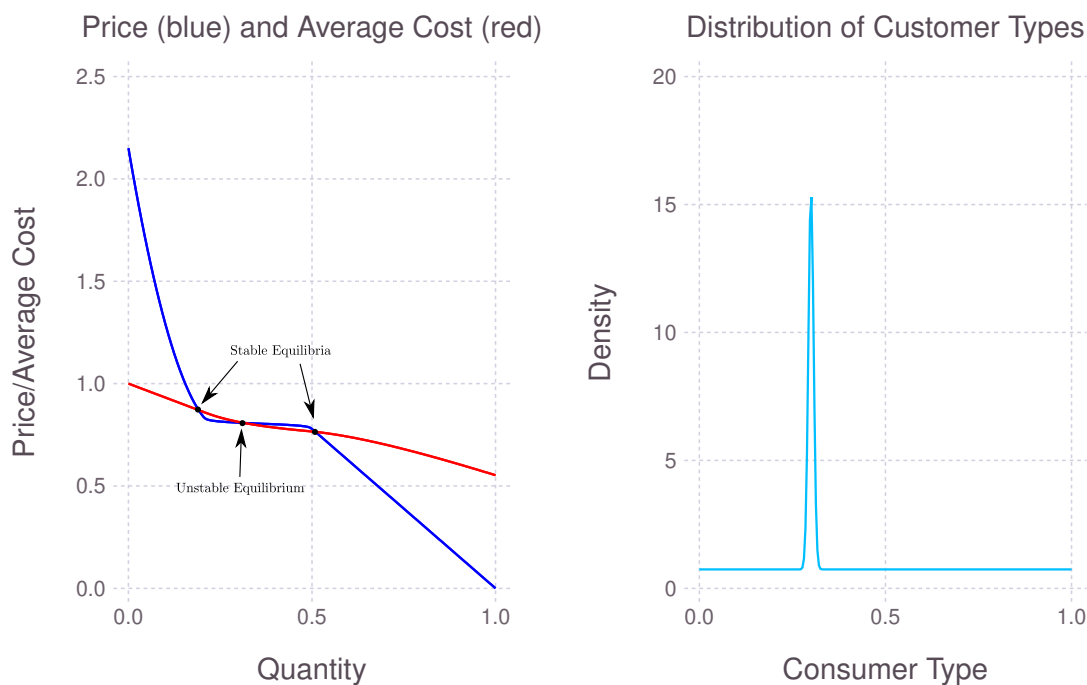 Price (blue) and Average Cost (red)
Price/Average Cost
2.5
2.0
1.5
1.0
0.5
0.0
Stable Equilibria
Unstable Equilibrium
0.0
0.5
1.0
Quantity
Distribution of Customer Types
Density
20
15
10
5
0
0.0
0.5
1.0
Consumer Type